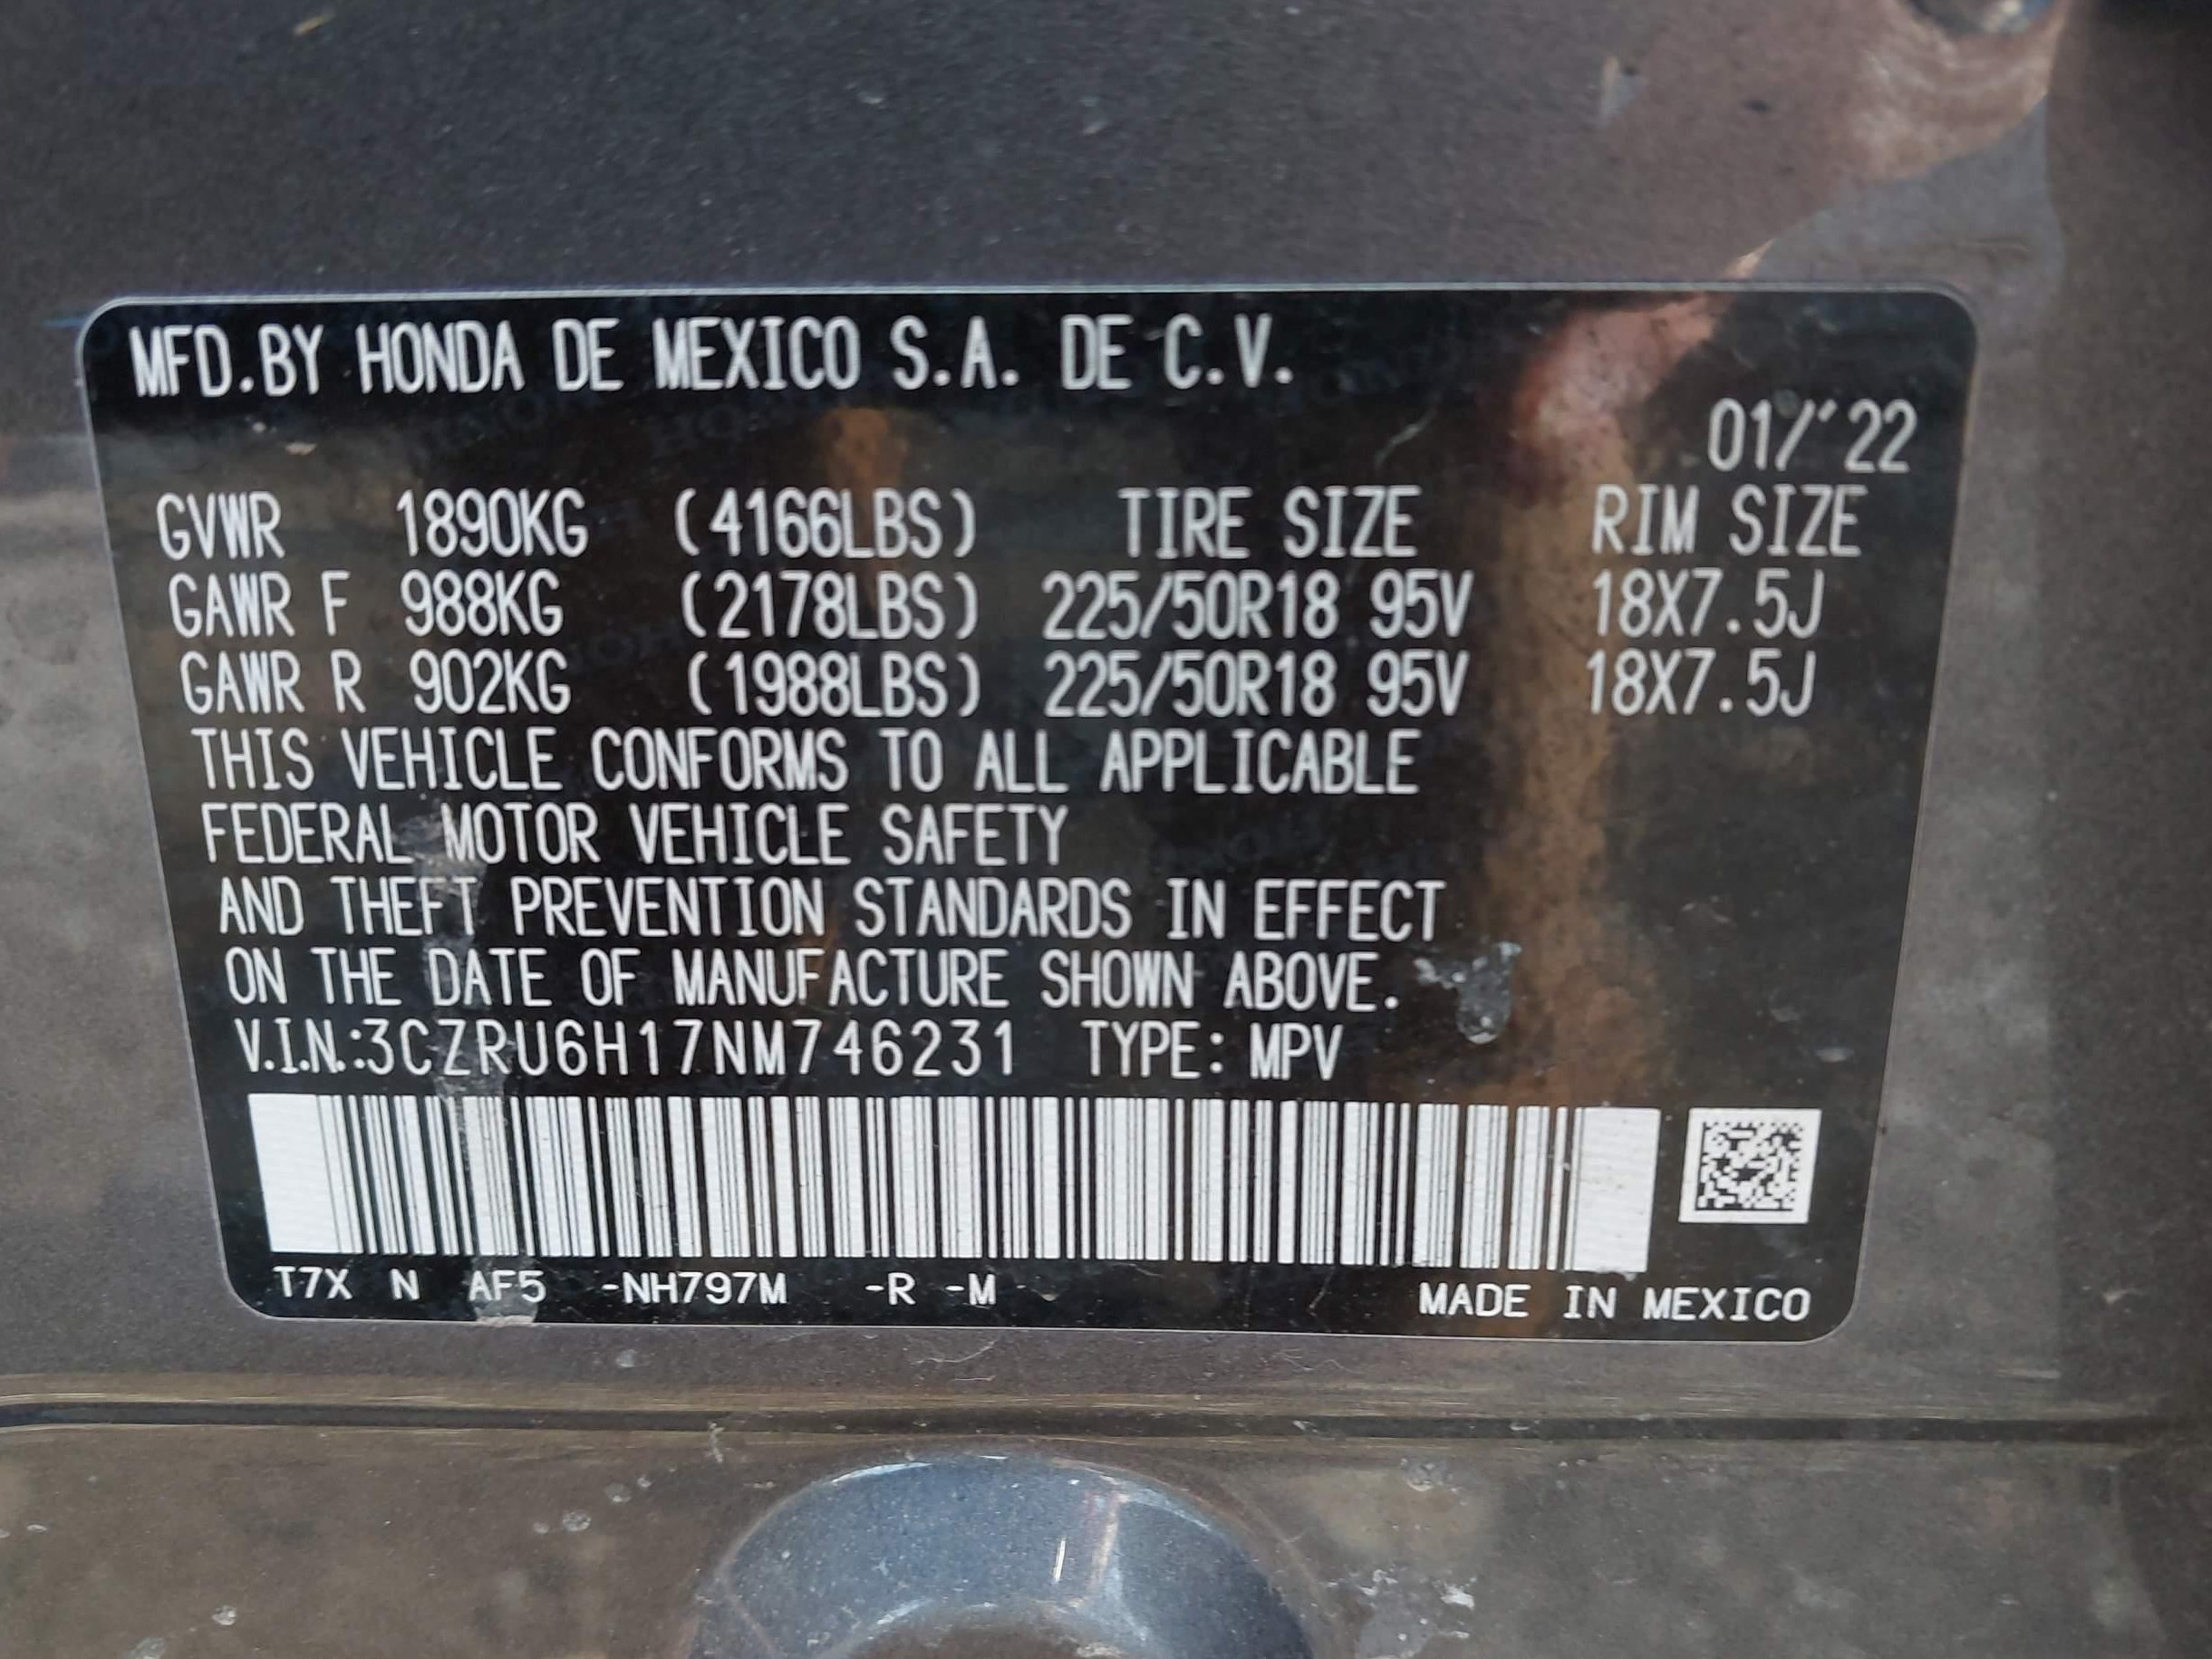 MFD.BY HONDA DE MEXICO S.A. DE C.V.
01/'22
GVWR 1890KG (4166LBS) TIRE SIZE RIM SIZE
GAWR F 988KG (2178LBS) 225/50R18 95V 18X7.5J
GAWR R 902KG (1988LBS) 225/50R18 95V 18X7.5J
THIS VEHICLE CONFORMS TO ALL APPLICABLE
FEDERAL MOTOR VEHICLE SAFETY
AND THEFT PREVENTION STANDARDS IN EFFECT
ON THE DATE OF MANUFACTURE SHOWN ABOVE.
V.I.N.:3CZRU6H17NM746231 TYPE: MPV
T7X N AF5 -NH797M -R -M MADE IN MEXICO